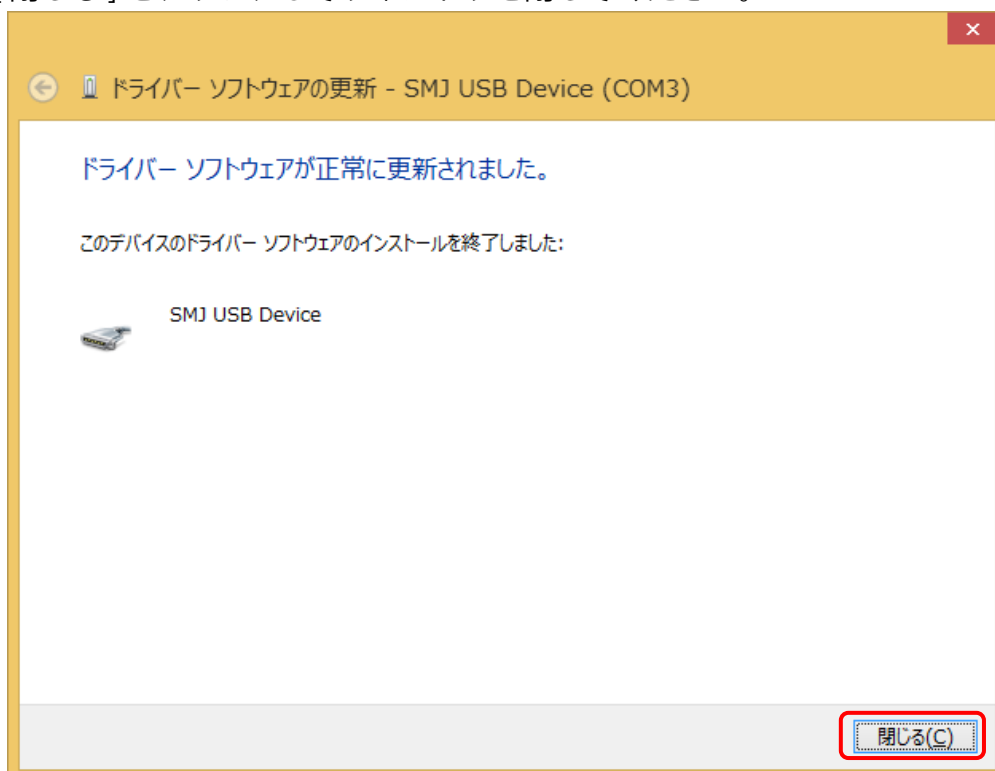 ドライバー ソフトウェアの更新 - SMJ USB Device (COM3)
ドライバー ソフトウェアが正常に更新されました。
このデバイスのドライバー ソフトウェアのインストールを終了しました:
SMJ USB Device
閉じる(C)